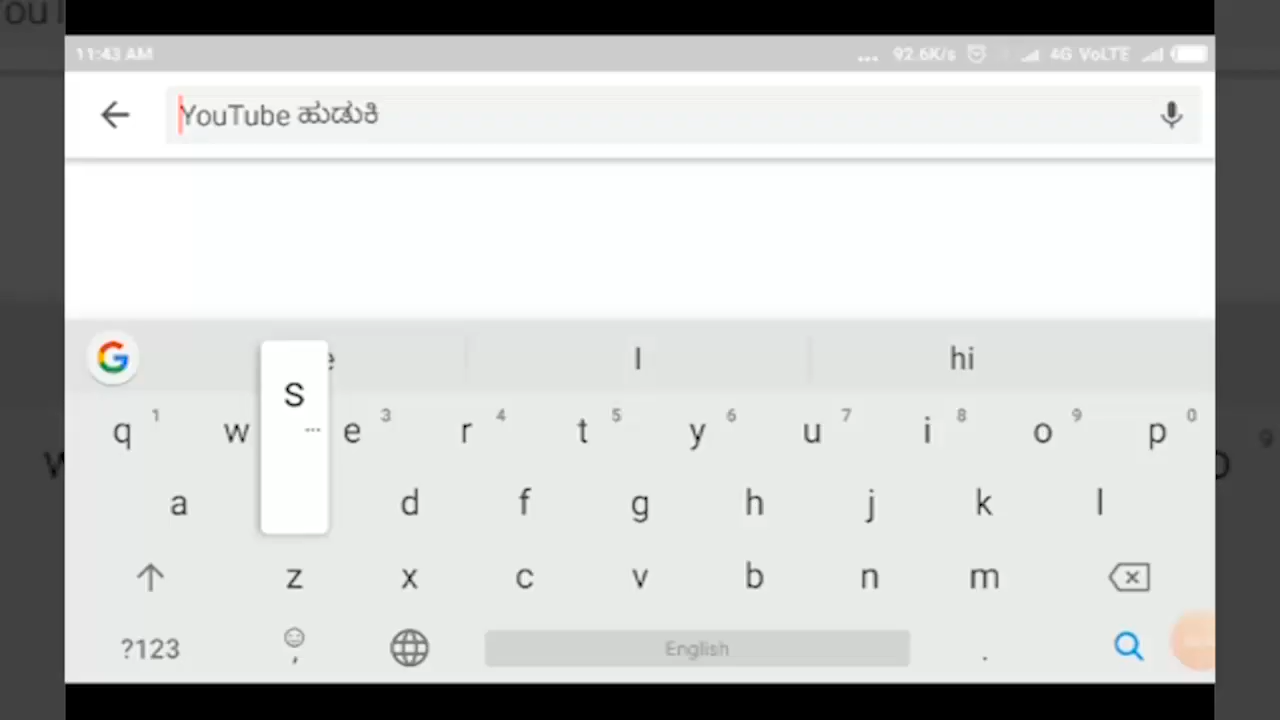 11:43 AM ... 92.6K/s 4G VoLTE
YouTube ಹುಡುಕಿ
I hi
S
q 1 w e 3 r 4 t 5 y 6 u 7 i 8 o 9 p 0
a d f g h j k l
z x c v b n m
?123 , English .